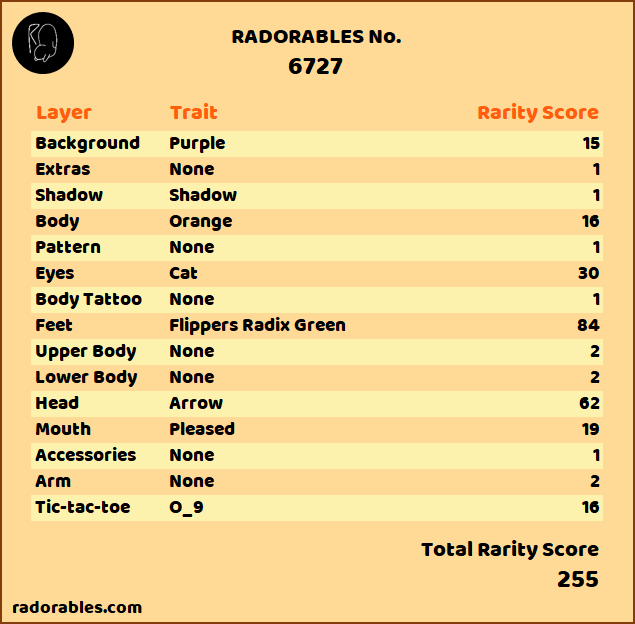 RADORABLES No.
6727
Layer Trait Rarity Score
Background Purple 15
Extras None 1
Shadow Shadow 1
Body Orange 16
Pattern None 1
Eyes Cat 30
Body Tattoo None 1
Feet Flippers Radix Green 84
Upper Body None 2
Lower Body None 2
Head Arrow 62
Mouth Pleased 19
Accessories None 1
Arm None 2
Tic-tac-toe O_9 16
Total Rarity Score
255
radorables.com